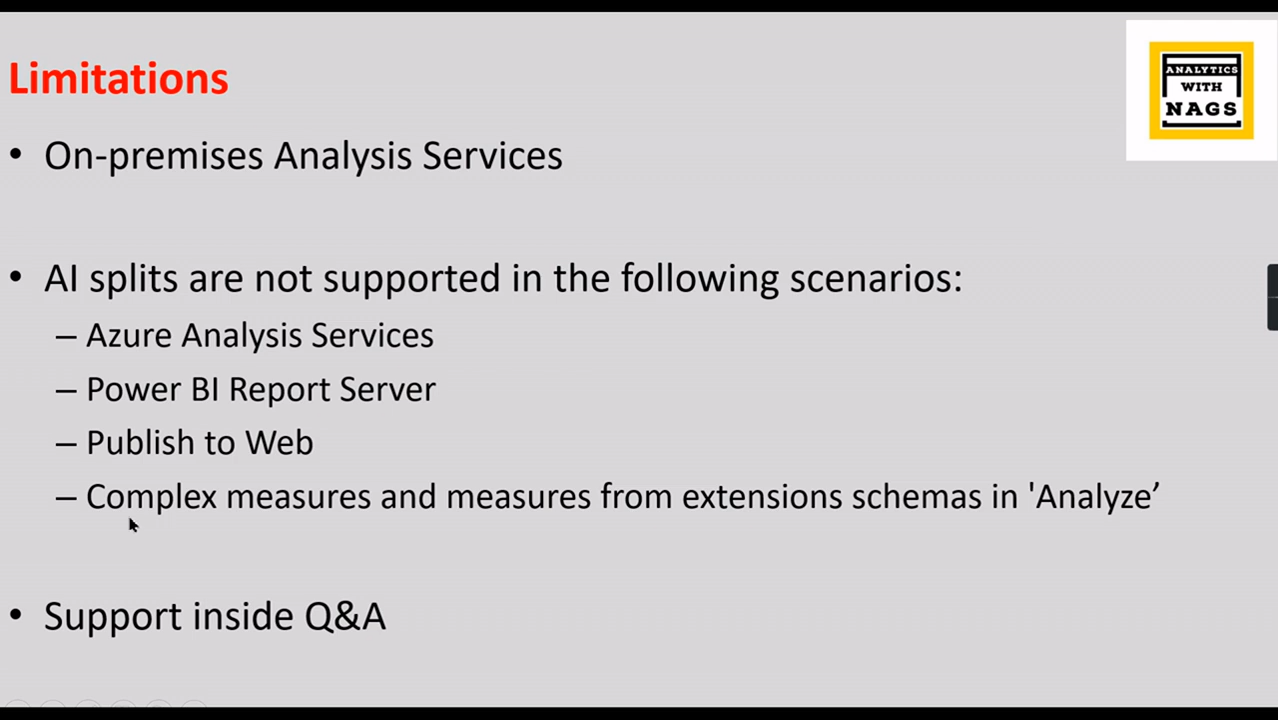 Limitations
ANALYTICS
WITH
NAGS
• On-premises Analysis Services
• AI splits are not supported in the following scenarios:
– Azure Analysis Services
– Power BI Report Server
– Publish to Web
– Complex measures and measures from extensions schemas in 'Analyze’
• Support inside Q&A